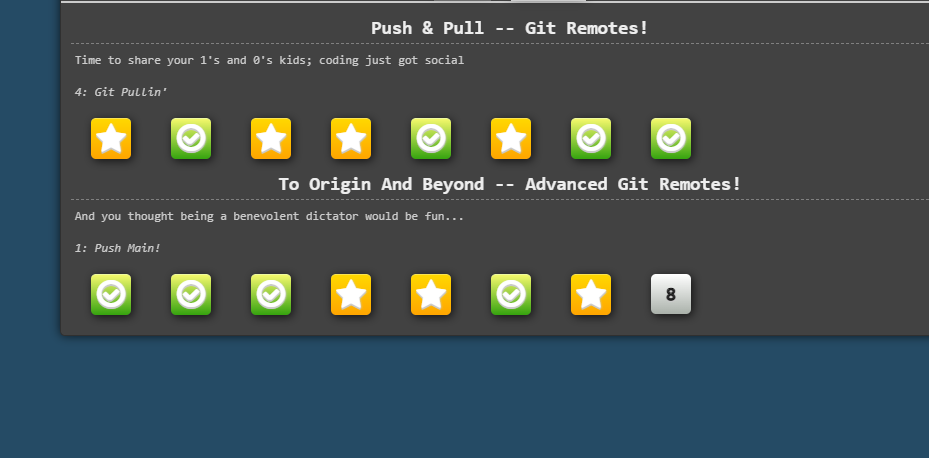 Push & Pull -- Git Remotes!
Time to share your 1's and 0's kids; coding just got social
4: Git Pullin'
To Origin And Beyond -- Advanced Git Remotes!
And you thought being a benevolent dictator would be fun...
1: Push Main!
8